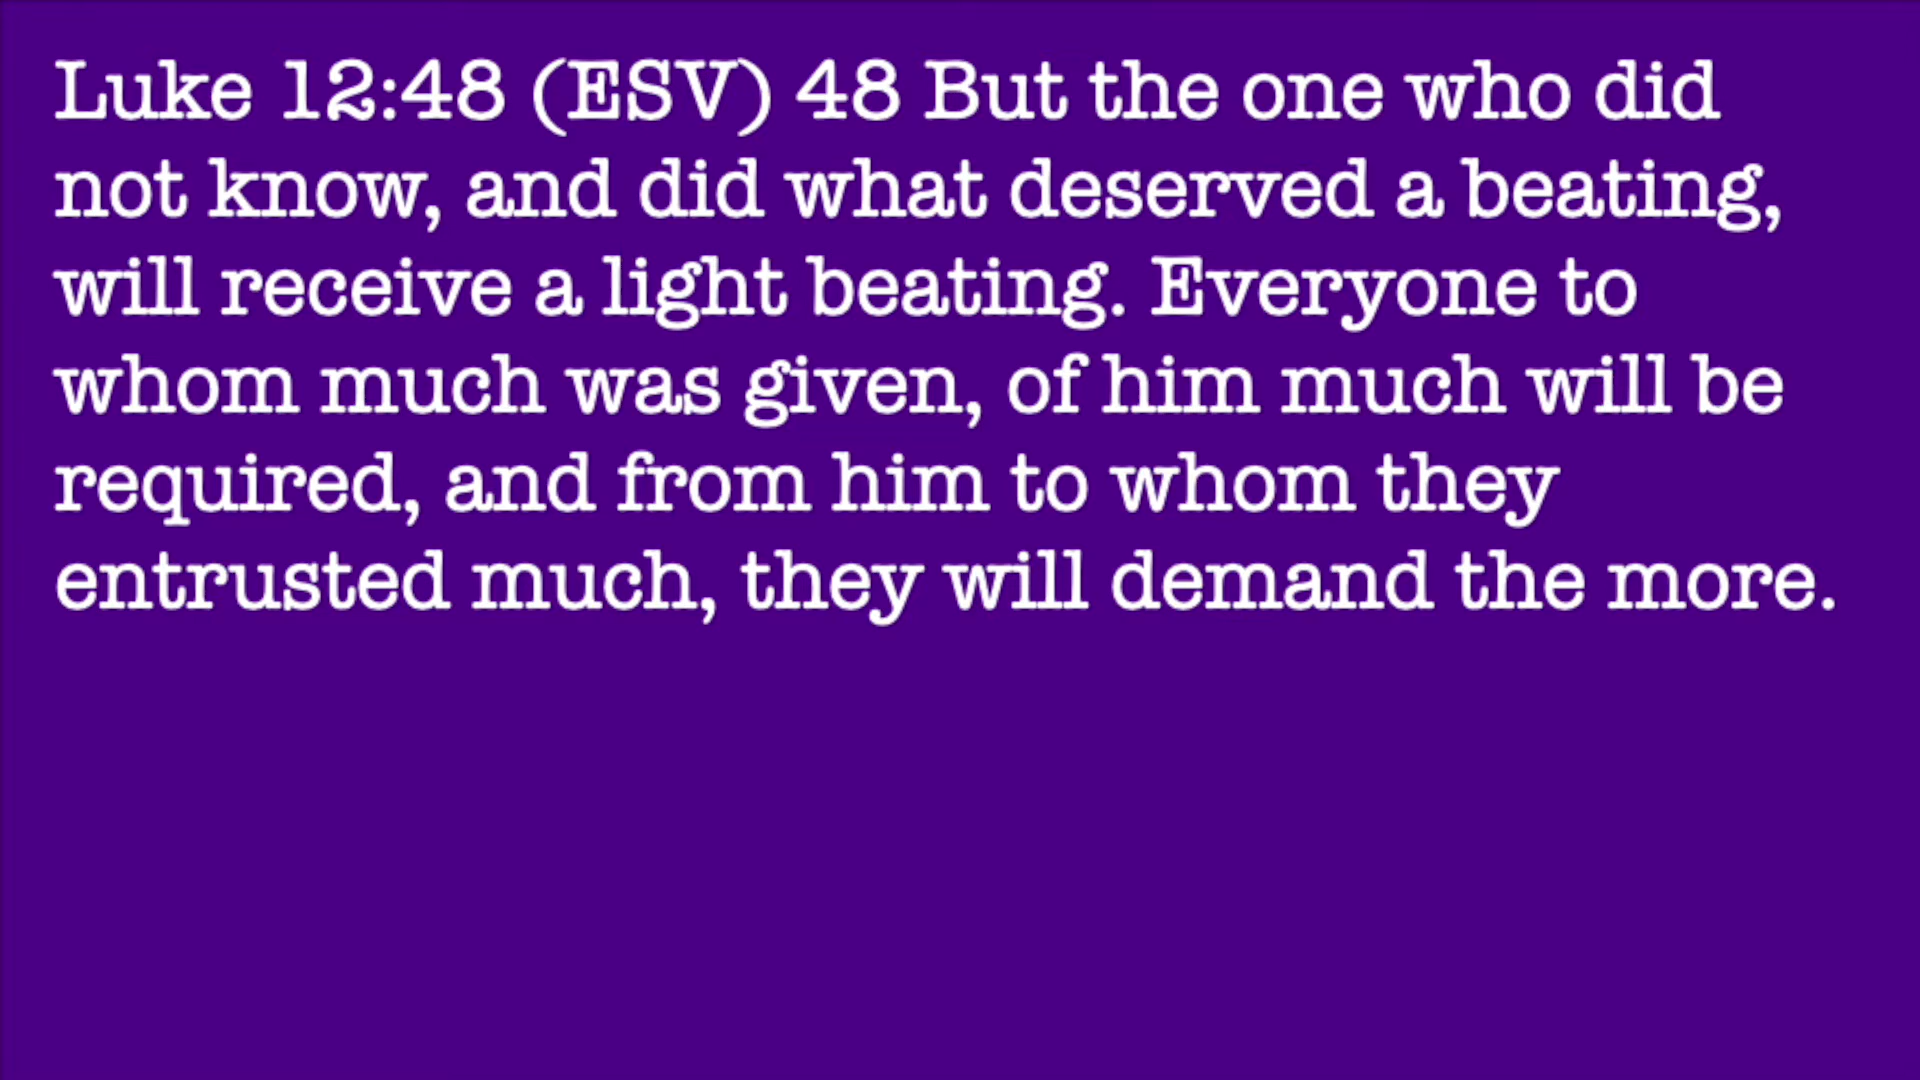 Luke 12:48 (ESV) 48 But the one who did
not know, and did what deserved a beating,
will receive a light beating. Everyone to
whom much was given, of him much will be
required, and from him to whom they
entrusted much, they will demand the more.